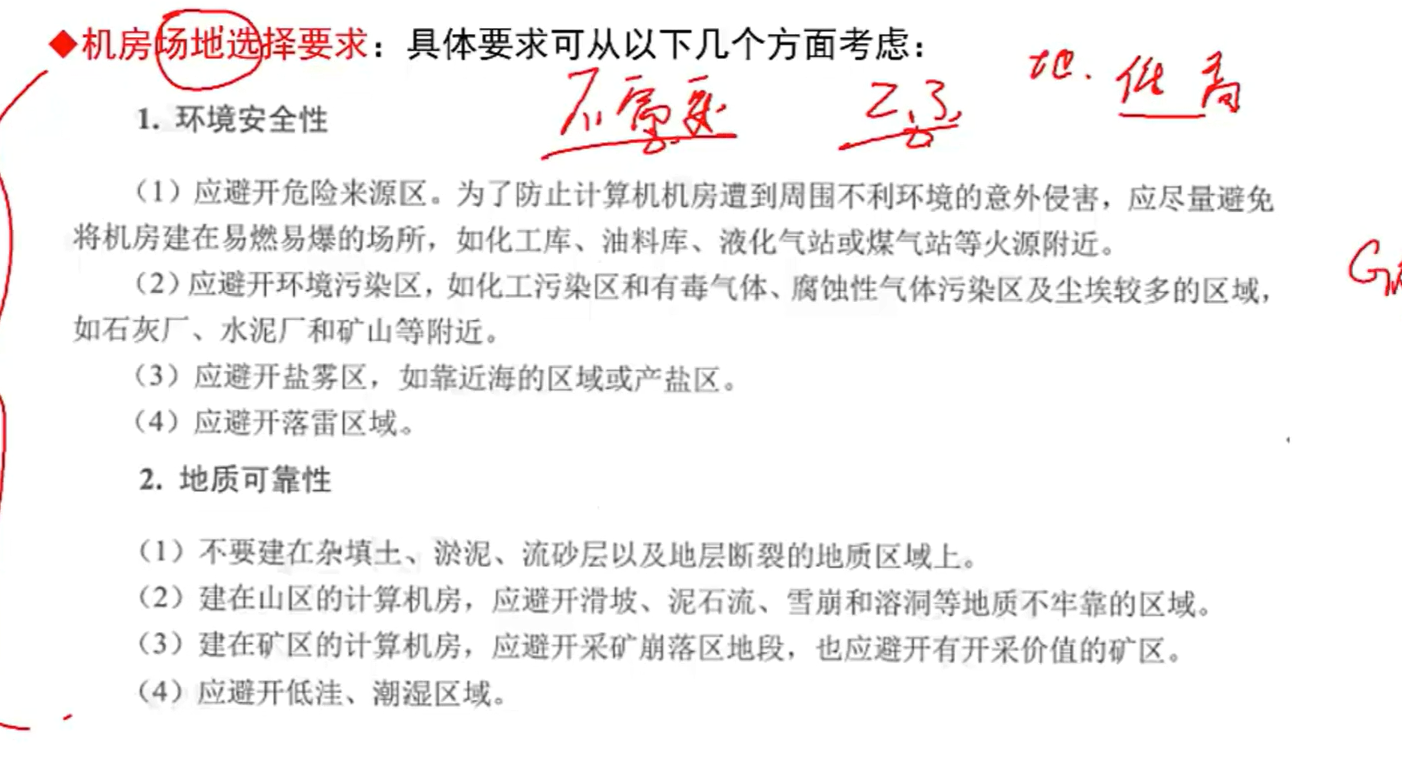 ◆机房场地选择要求：具体要求可从以下几个方面考虑：
不需要
地. 低 高
1. 环境安全性
（1）应避开危险来源区。为了防止计算机机房遭到周围不利环境的意外侵害，应尽量避免
将机房建在易燃易爆的场所，如化工库、油料库、液化气站或煤气站等火源附近。
（2）应避开环境污染区，如化工污染区和有毒气体、腐蚀性气体污染区及尘埃较多的区域，
如石灰厂、水泥厂和矿山等附近。
（3）应避开盐雾区，如靠近海的区域或产盐区。
（4）应避开落雷区域。
2. 地质可靠性
（1）不要建在杂填土、淤泥、流砂层以及地层断裂的地质区域上。
（2）建在山区的计算机房，应避开滑坡、泥石流、雪崩和溶洞等地质不牢靠的区域。
（3）建在矿区的计算机房，应避开采矿崩落区地段，也应避开有开采价值的矿区。
（4）应避开低洼、潮湿区域。